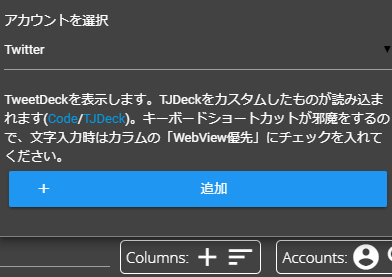 アカウントを選択
Twitter
TweetDeckを表示します。TJDeckをカスタムしたものが読み込ま
れます(Code/TJDeck)。キーボードショートカットが邪魔をするの
で、文字入力時はカラムの「WebView優先」にチェックを入れて
ください。
+ 追加
Columns:
Accounts: